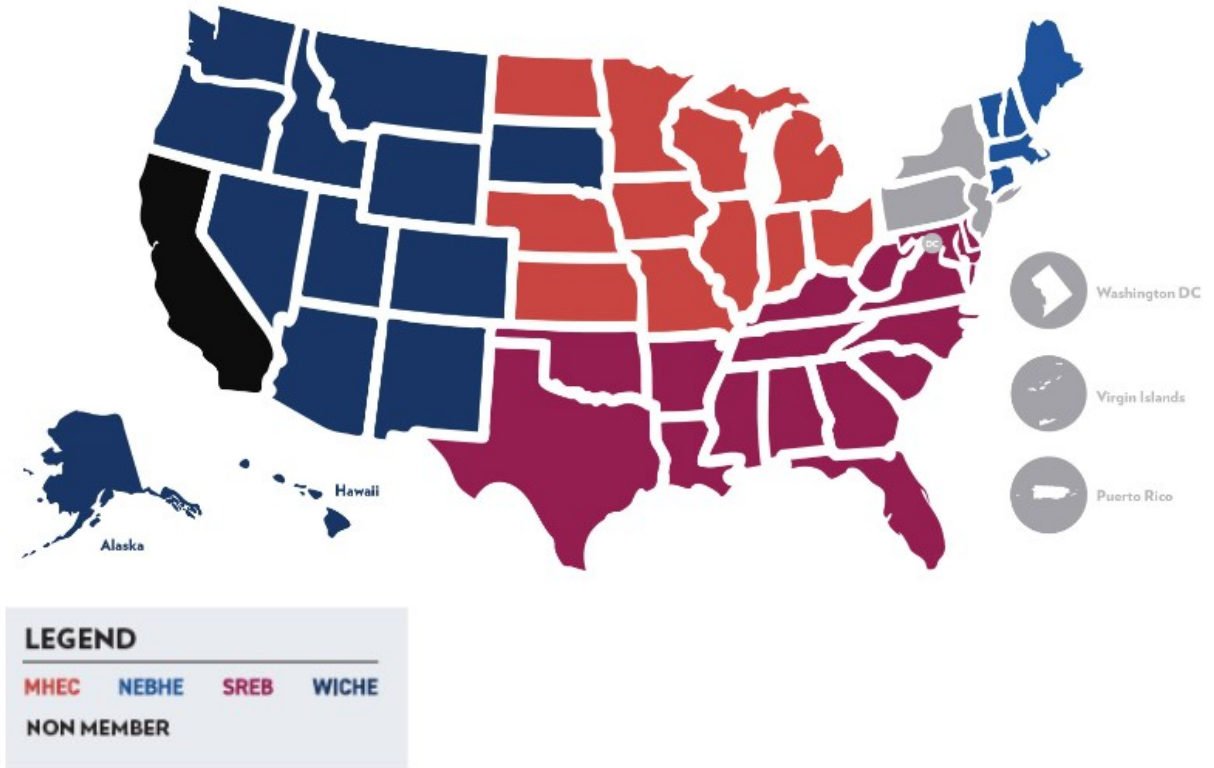 DC
Washington DC
Virgin Islands
Puerto Rico
Hawaii
Alaska
LEGEND
MHEC NEBHE SREB WICHE
NON MEMBER